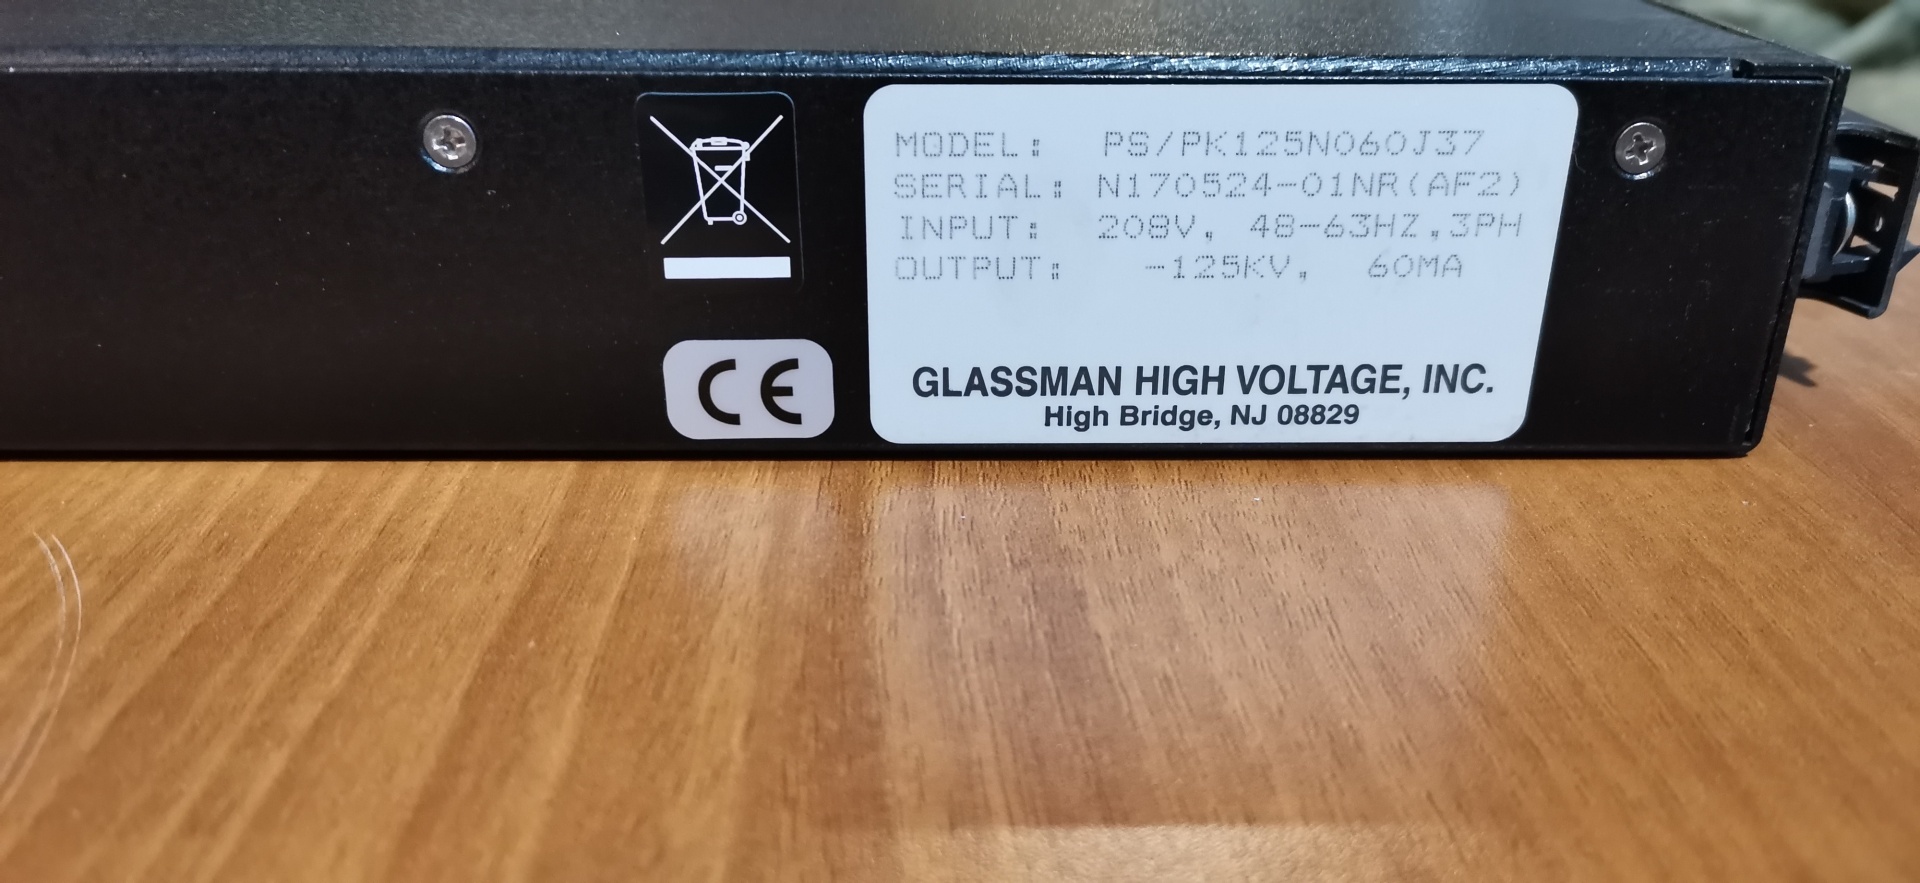 MODEL: PS/PK125N060J37
SERIAL: N170524-01NR(AF2)
INPUT: 208V, 48-63HZ,3PH
OUTPUT: -125KV, 60MA
CE
GLASSMAN HIGH VOLTAGE, INC.
High Bridge, NJ 08829